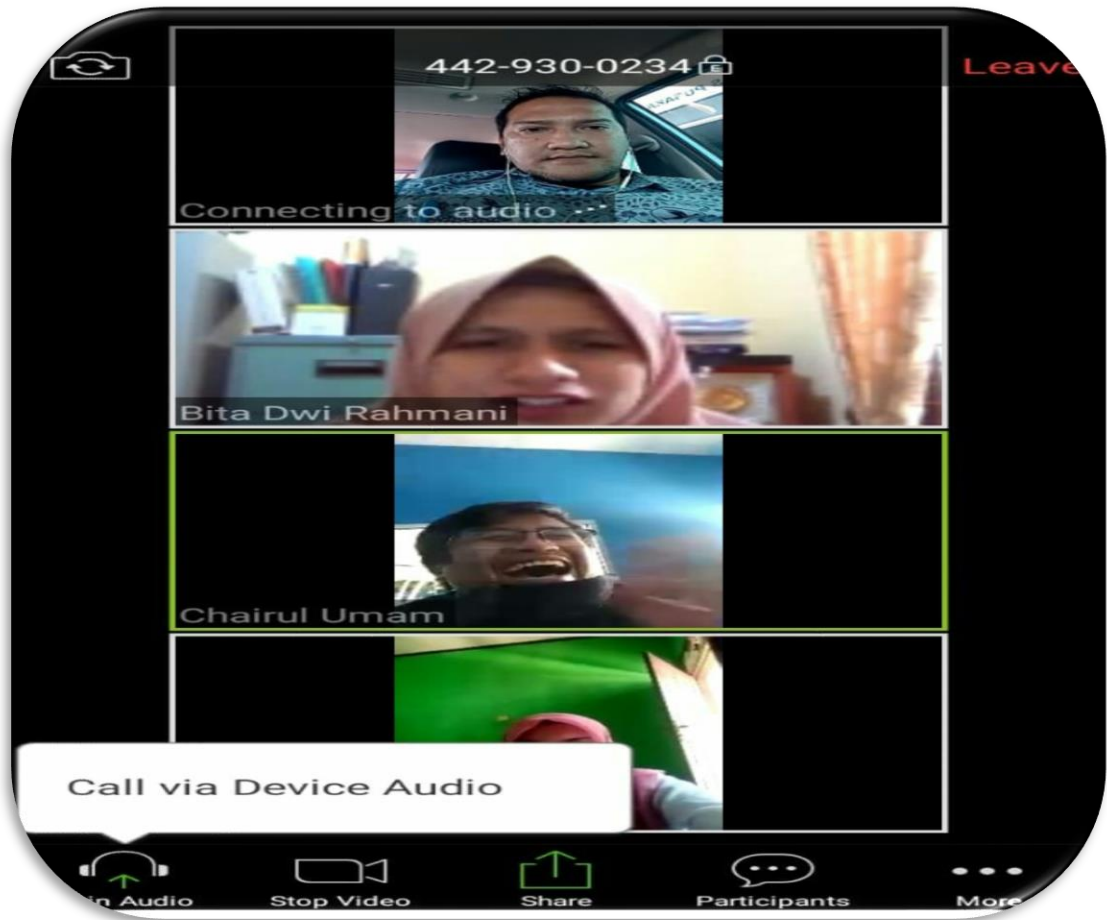 442-930-0234
Leave
Connecting to audio ...
Bita Dwi Rahmani
Chairul Umam
Call via Device Audio
in Audio
Stop Video
Share
Participants
More